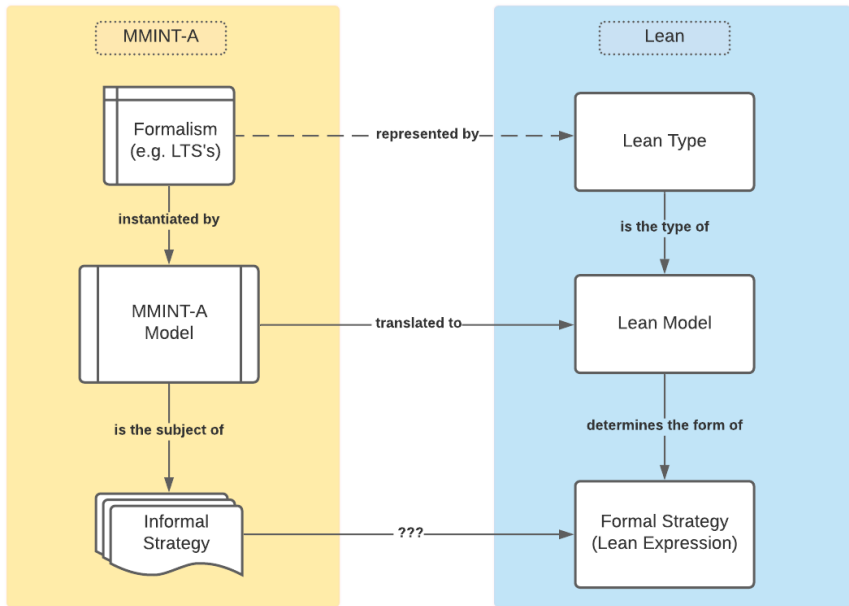 MMINT-A
Lean
Formalism
(e.g. LTS's)
represented by
Lean Type
instantiated by
is the type of
MMINT-A
Model
translated to
Lean Model
is the subject of
determines the form of
Informal
Strategy
???
Formal Strategy
(Lean Expression)